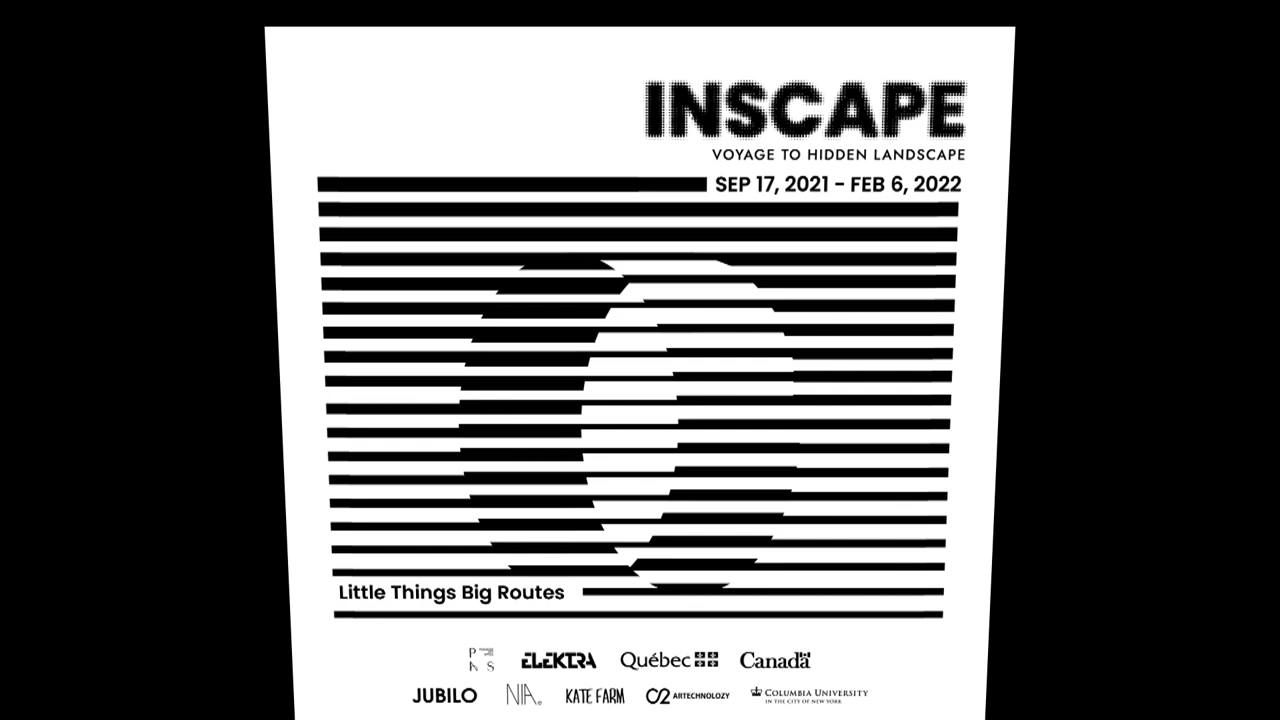 INSCAPE
VOYAGE TO HIDDEN LANDSCAPE
SEP 17, 2021 – FEB 6, 2022
Little Things Big Routes
P N S
ELEKTRA
Québec
Canada
JUBILO
NIA
KATE FARM
ARTECHNOLOZY
COLUMBIA UNIVERSITY
IN THE CITY OF NEW YORK